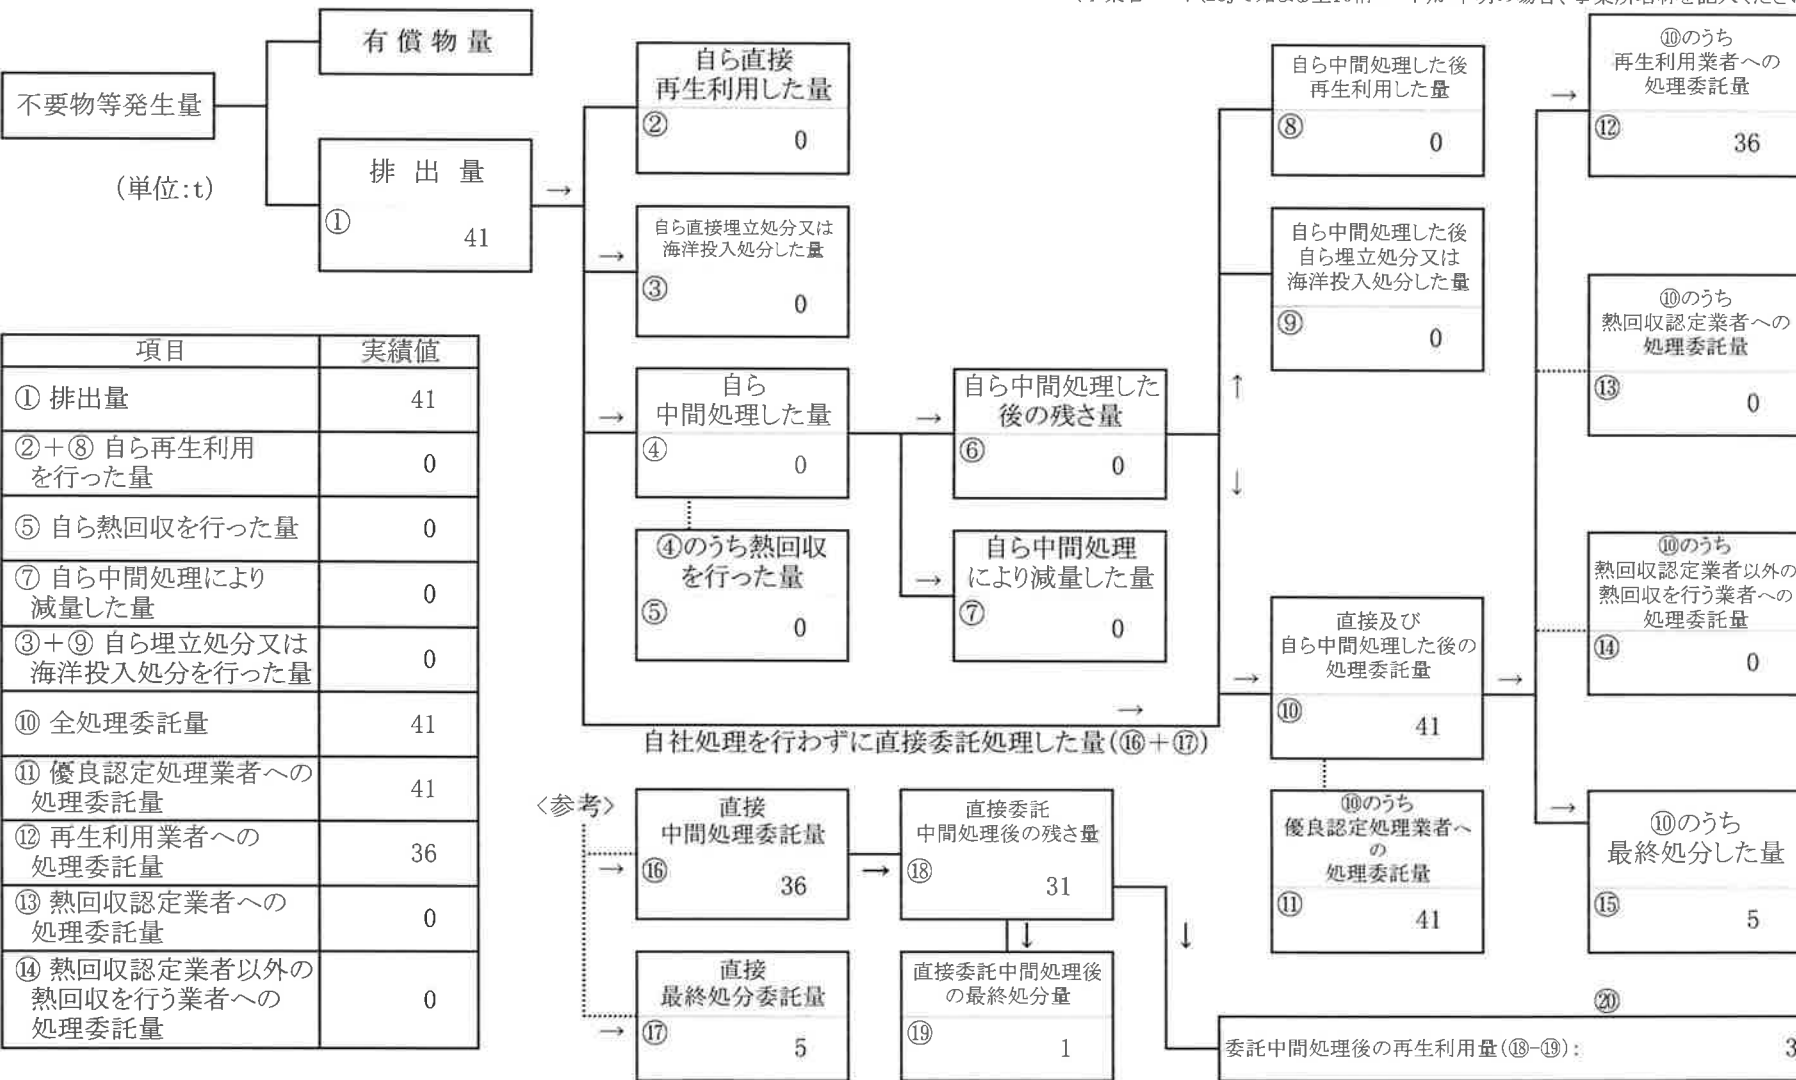 有 償 物 量
不要物等発生量
(単位:t)
排 出 量
①
41
自ら直接
再生利用した量
②
0
自ら直接埋立処分又は
海洋投入処分した量
③
0
自ら
中間処理した量
④
0
④のうち熱回収
を行った量
⑤
0
自ら中間処理した
後の残さ量
⑥
0
自ら中間処理
により減量した量
⑦
0
自ら中間処理した後
再生利用した量
⑧
0
自ら中間処理した後
自ら埋立処分又は
海洋投入処分した量
⑨
0
直接及び
自ら中間処理した後の
処理委託量
⑩
41
⑩のうち
優良認定処理業者へ
の
処理委託量
⑪
41
⑩のうち
再生利用業者への
処理委託量
⑫
36
⑩のうち
熱回収認定業者への
処理委託量
⑬
0
⑩のうち
熱回収認定業者以外の
熱回収を行う業者への
処理委託量
⑭
0
⑩のうち
最終処分した量
⑮
5
自社処理を行わずに直接委託処理した量(⑯+⑰)
〈参考〉
直接
中間処理委託量
⑯
36
直接
最終処分委託量
⑰
5
直接委託
中間処理後の残さ量
⑱
31
直接委託中間処理後
の最終処分量
⑲
1
⑳
委託中間処理後の再生利用量(⑱-⑲):
3
項目 実績値
① 排出量 41
②+⑧ 自ら再生利用
を行った量 0
⑤ 自ら熱回収を行った量 0
⑦ 自ら中間処理により
減量した量 0
③+⑨ 自ら埋立処分又は
海洋投入処分を行った量 0
⑩ 全処理委託量 41
⑪ 優良認定処理業者への
処理委託量 41
⑫ 再生利用業者への
処理委託量 36
⑬ 熱回収認定業者への
処理委託量 0
⑭ 熱回収認定業者以外の
熱回収を行う業者への
処理委託量 0